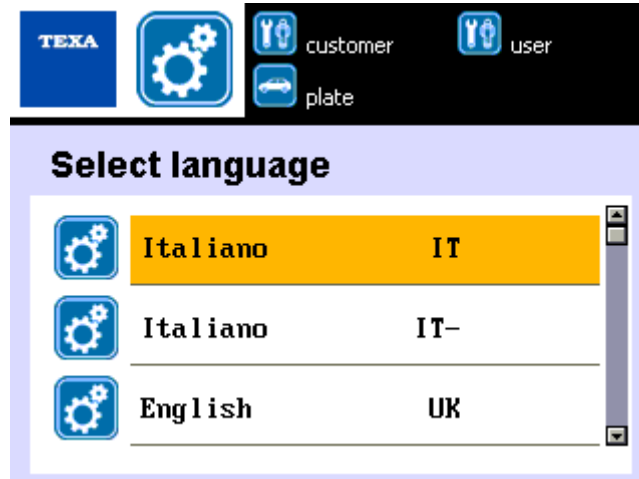 TEXA customer user
plate
Select language
Italiano IT
Italiano IT-
English UK